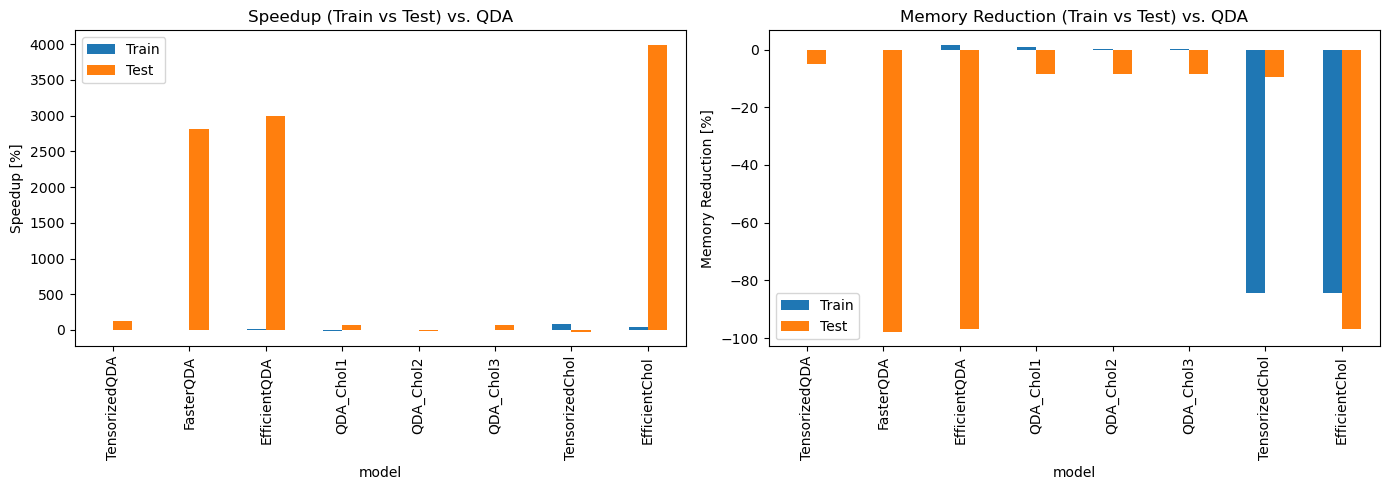 Speedup (Train vs Test) vs. QDA
Speedup [%]
4000
3500
3000
2500
2000
1500
1000
500
0
Train
Test
TensorizedQDA
FasterQDA
EfficientQDA
QDA_Chol1
QDA_Chol2
QDA_Chol3
TensorizedChol
EfficientChol
model
Memory Reduction (Train vs Test) vs. QDA
Memory Reduction [%]
0
−20
−40
−60
−80
−100
Train
Test
TensorizedQDA
FasterQDA
EfficientQDA
QDA_Chol1
QDA_Chol2
QDA_Chol3
TensorizedChol
EfficientChol
model